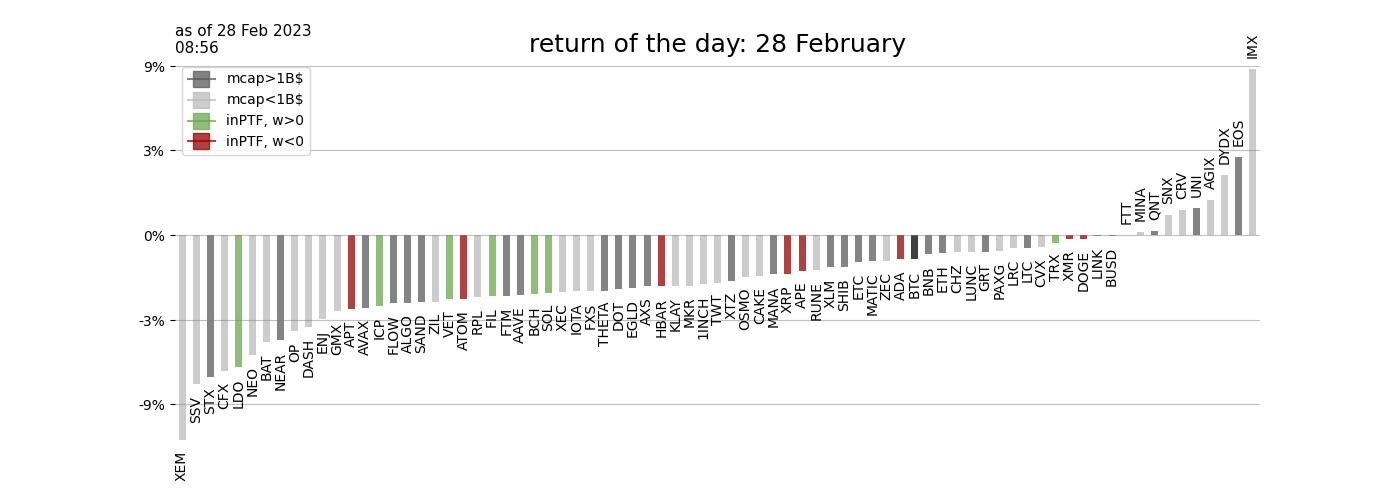 as of 28 Feb 2023
08:56
return of the day: 28 February
9%
3%
0%
-3%
-9%
mcap>1B$
mcap<1B$
inPTF, w>0
inPTF, w<0
XEM
SSV
STX
CFX
LDO
NEO
BAT
NEAR
OP
DASH
ENJ
GMX
APT
AVAX
ICP
FLOW
ALGO
SAND
ZIL
VET
ATOM
RPL
FIL
FTM
AAVE
BCH
SOL
XEC
IOTA
FXS
THETA
DOT
EGLD
AXS
HBAR
KLAY
MKR
1INCH
TWT
XTZ
OSMO
CAKE
MANA
XRP
APE
RUNE
XLM
SHIB
ETC
MATIC
ZEC
ADA
BTC
BNB
ETH
CHZ
LUNC
GRT
PAXG
LRC
LTC
CVX
TRX
XMR
DOGE
LINK
BUSD
FTT
MINA
QNT
SNX
CRV
UNI
AGIX
DYDX
EOS
IMX